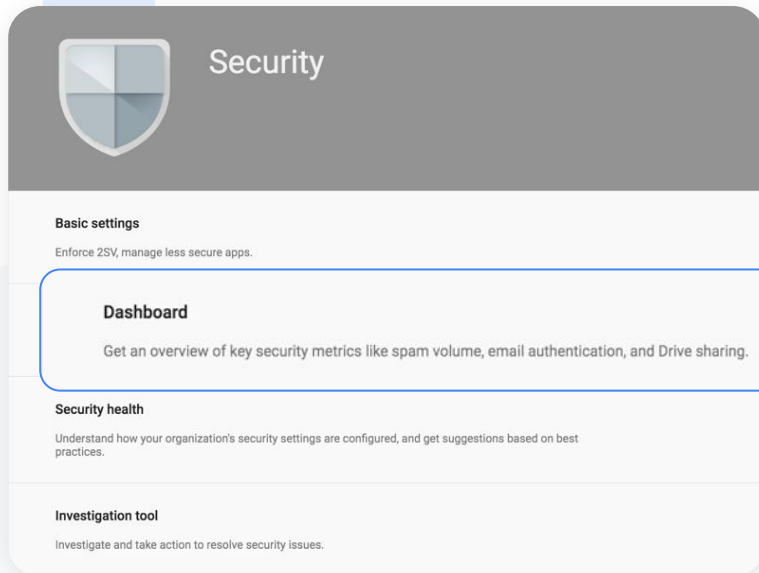 Security
Basic settings
Enforce 2SV, manage less secure apps.
Dashboard
Get an overview of key security metrics like spam volume, email authentication, and Drive sharing.
Security health
Understand how your organization's security settings are configured, and get suggestions based on best
practices.
Investigation tool
Investigate and take action to resolve security issues.